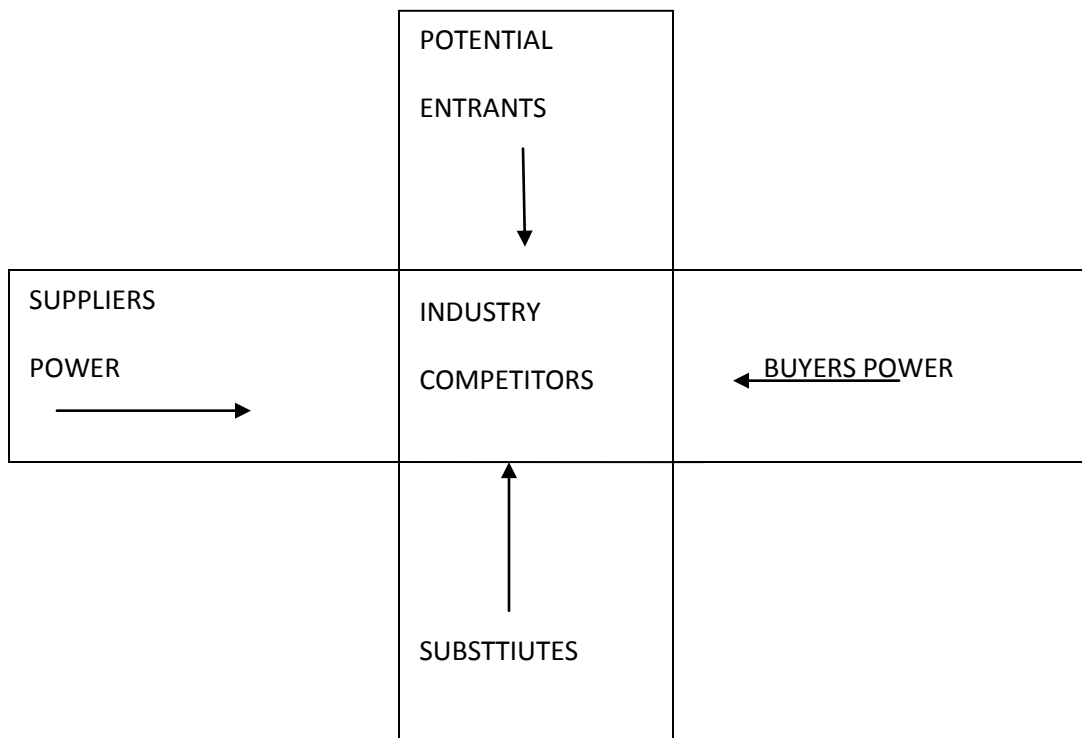 POTENTIAL
ENTRANTS
SUPPLIERS
POWER
INDUSTRY
COMPETITORS
BUYERS POWER
SUBSTTIUTES